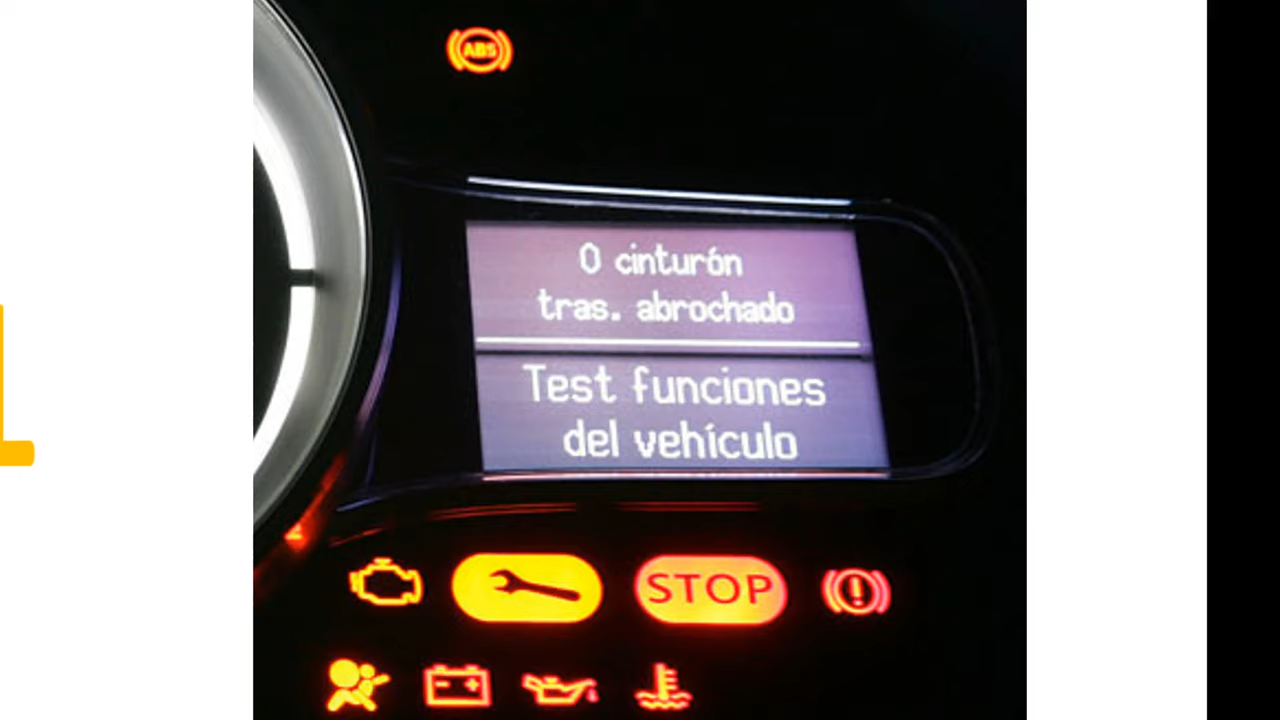 ABS
0 cinturón
tras. abrochado
Test funciones
del vehículo
STOP